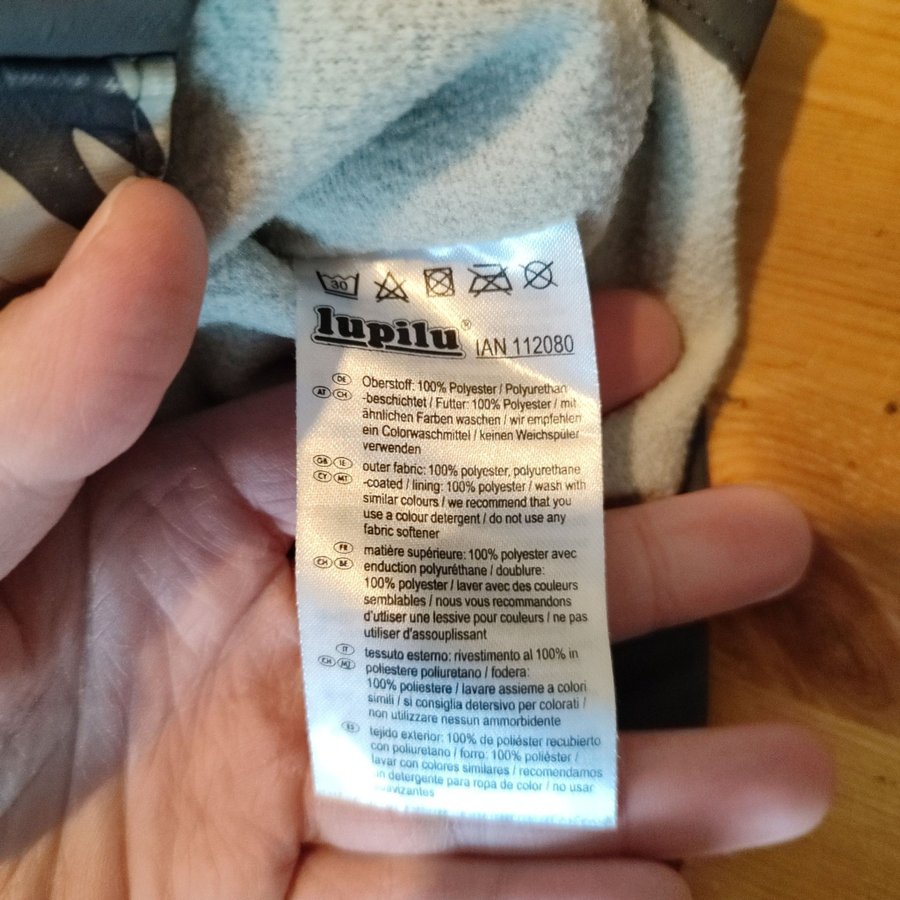 30
lupilu® IAN 112080
DE Oberstoff: 100% Polyester / Polyurethan
AT CH -beschichtet / Futter: 100% Polyester / mit
ähnlichen Farben waschen / wir empfehlen
ein Colorwaschmittel / keinen Weichspüler
verwenden
GB IE outer fabric: 100% polyester, polyurethane
CY MT -coated / lining: 100% polyester / wash with
similar colours / we recommend that you
use a colour detergent / do not use any
fabric softener
FR matière supérieure: 100% polyester avec
CH BE enduction polyuréthane / doublure:
100% polyester / laver avec des couleurs
semblables / nous vous recommandons
d'utliser une lessive pour couleurs / ne pas
utiliser d'assouplissant
IT tessuto esterno: rivestimento al 100% in
CH poliestere poliuretano / fodera:
100% poliestere / lavare assieme a colori
simili / si consiglia detersivo per colorati /
non utilizzare nessun ammorbidente
ES tejido exterior: 100% de poliéster recubierto
con poliuretano / forro: 100% poliéster /
lavar con colores similares / recomendamos
un detergente para ropa de color / no usar
suavizantes